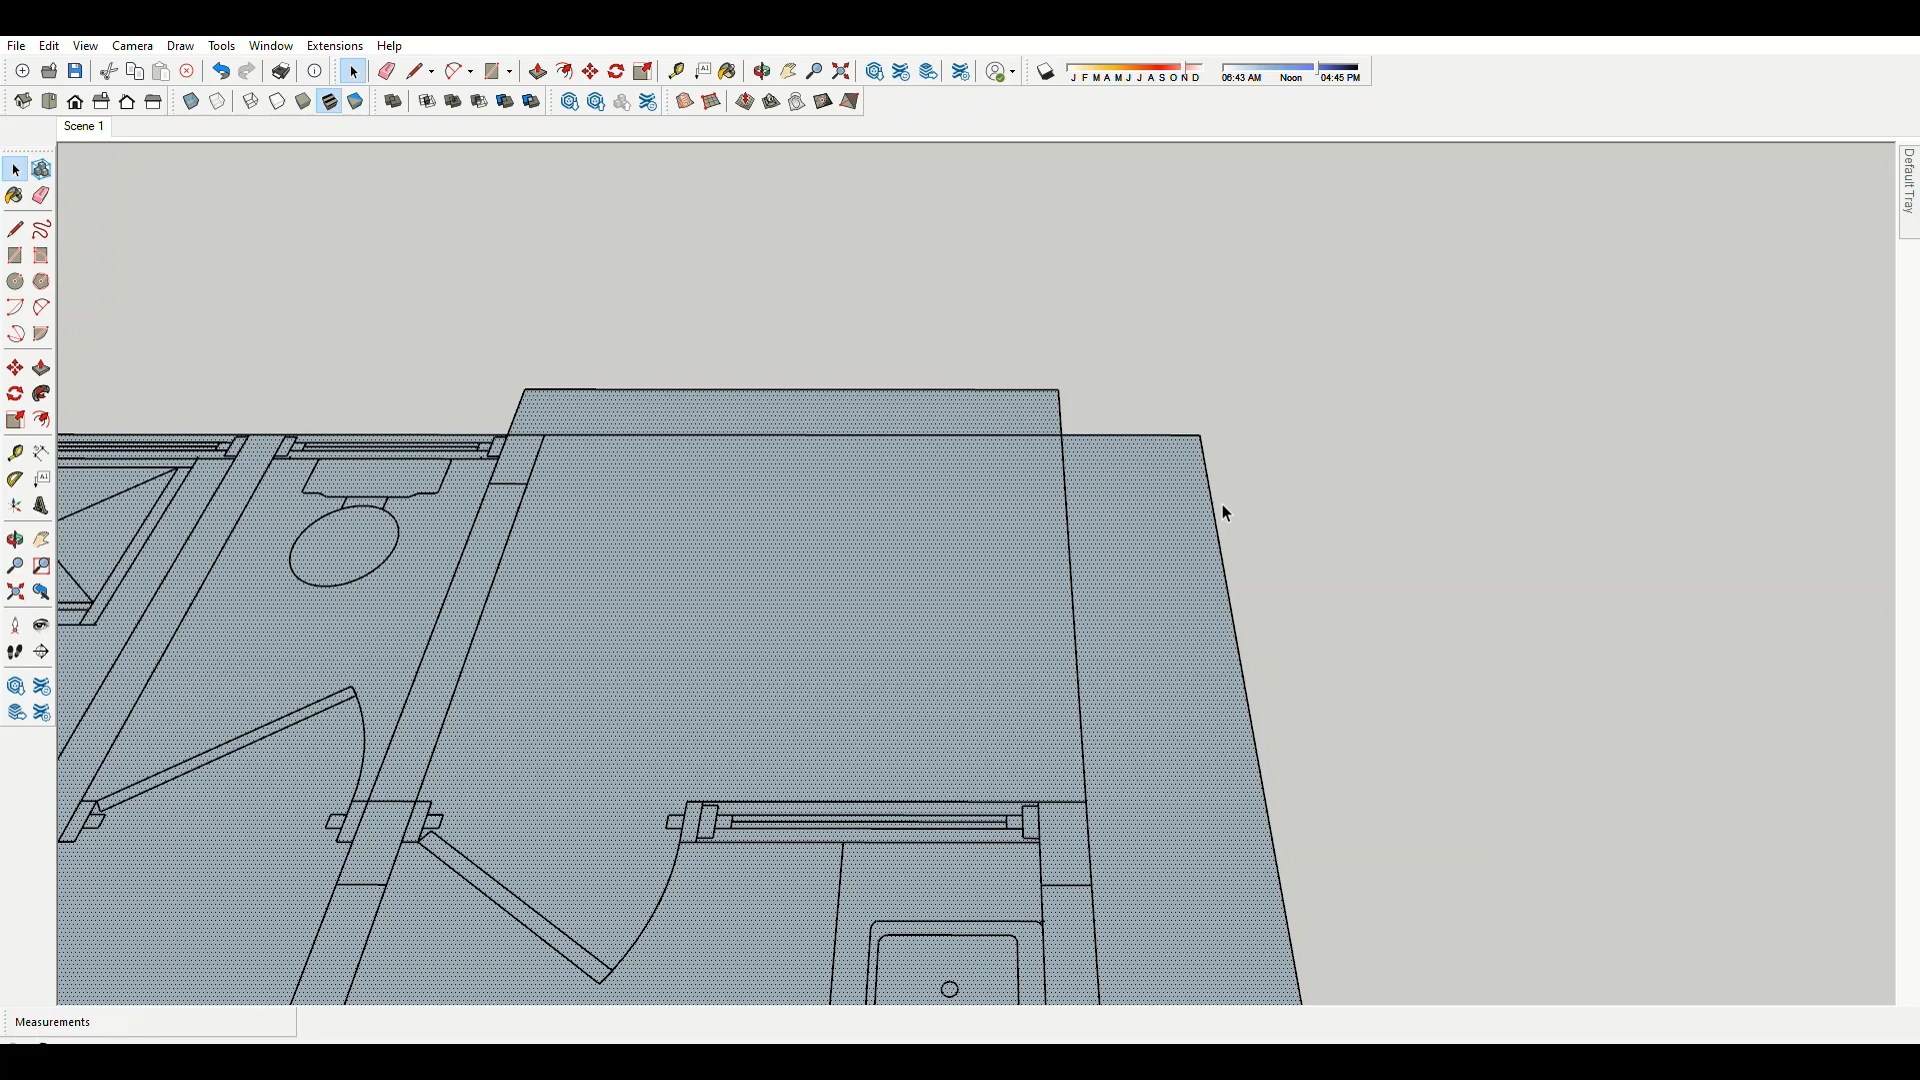 File Edit View Camera Draw Tools Window Extensions Help
J F M A M J J A S O N D 06:43 AM Noon 04:45 PM
Scene 1
Default Tray
Measurements